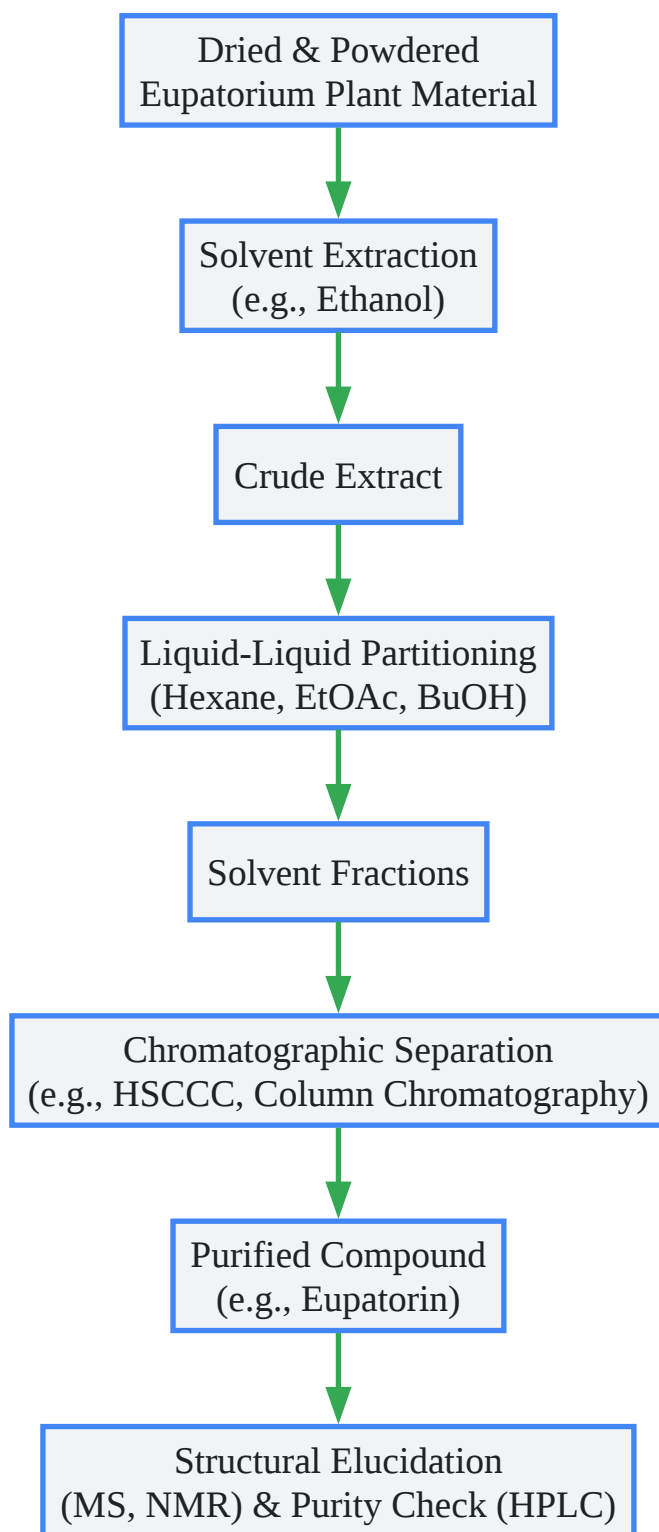 Dried & Powdered
Eupatorium Plant Material
Solvent Extraction
(e.g., Ethanol)
Crude Extract
Liquid-Liquid Partitioning
(Hexane, EtOAc, BuOH)
Solvent Fractions
Chromatographic Separation
(e.g., HSCCC, Column Chromatography)
Purified Compound
(e.g., Eupatorin)
Structural Elucidation
(MS, NMR) & Purity Check (HPLC)